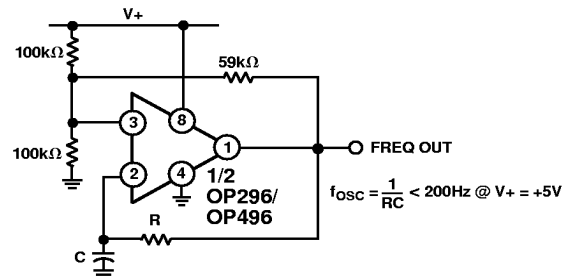 V+
100kΩ
59kΩ
3
8
1
FREQ OUT
100kΩ
2
4
1/2
OP296/
OP496
fOSC = 1/RC < 200Hz @ V+ = +5V
R
C